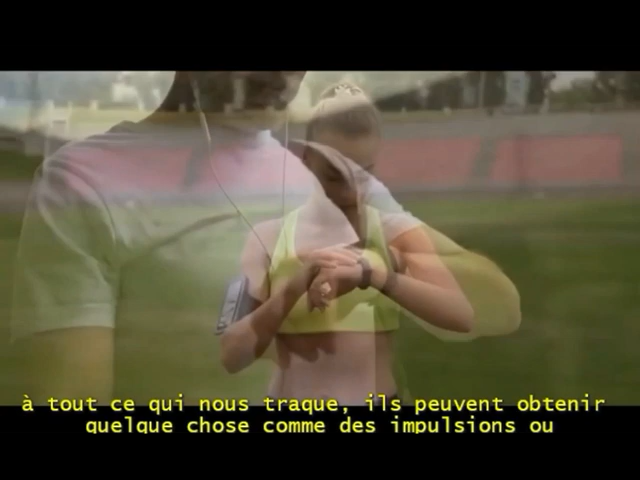 à tout ce qui nous traque, ils peuvent obtenir
quelque chose comme des impulsions ou